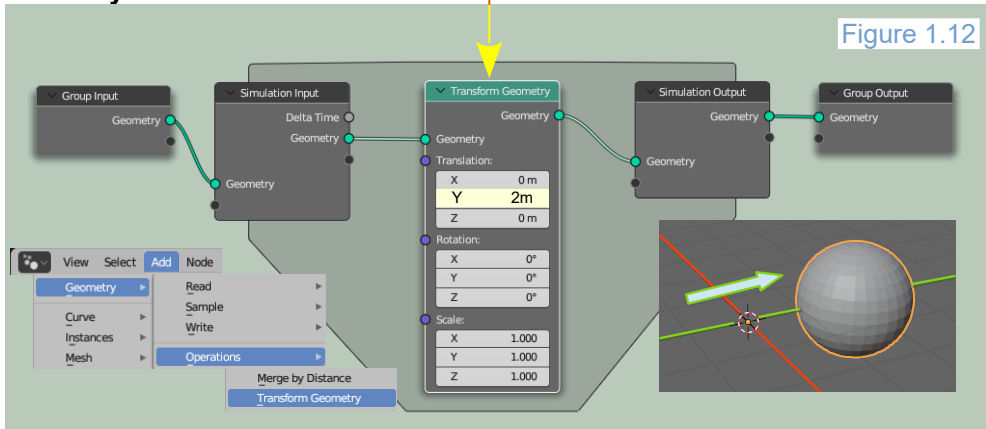 Figure 1.12
Group Input
Geometry
Simulation Input
Delta Time
Geometry
Geometry
Transform Geometry
Geometry
Geometry
Translation:
X 0 m
Y 2m
Z 0 m
Rotation:
X 0°
Y 0°
Z 0°
Scale:
X 1.000
Y 1.000
Z 1.000
Simulation Output
Geometry
Geometry
Group Output
Geometry
View Select Add Node
Geometry
Curve
Instances
Mesh
Read
Sample
Write
Operations
Merge by Distance
Transform Geometry